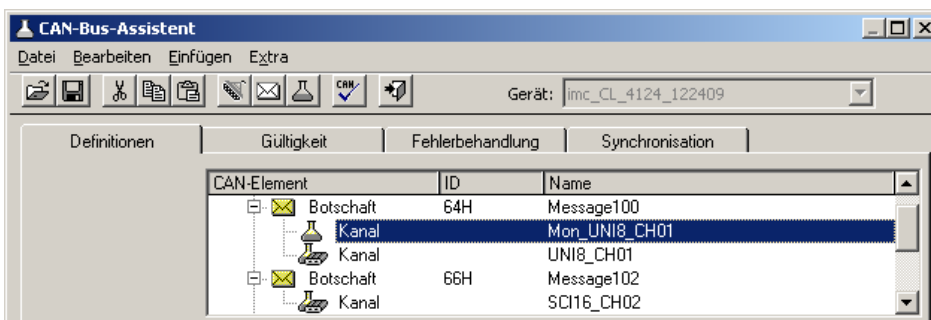 CAN-Bus-Assistent
Datei Bearbeiten Einfügen Extra
CAN Gerät: imc_CL_4124_122409
Definitionen Gültigkeit Fehlerbehandlung Synchronisation
CAN-Element ID Name
Botschaft 64H Message100
Kanal Mon_UNI8_CH01
Kanal UNI8_CH01
Botschaft 66H Message102
Kanal SCI16_CH02